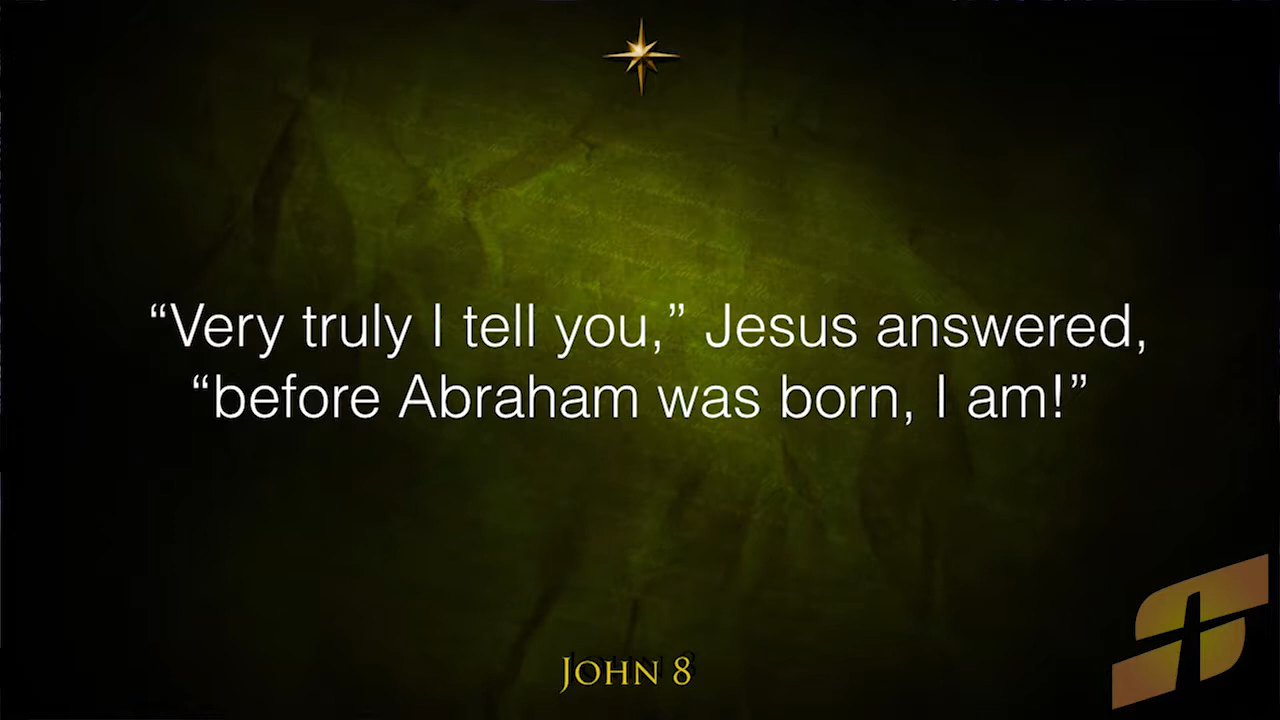 “Very truly I tell you,” Jesus answered,
“before Abraham was born, I am!”
John 8